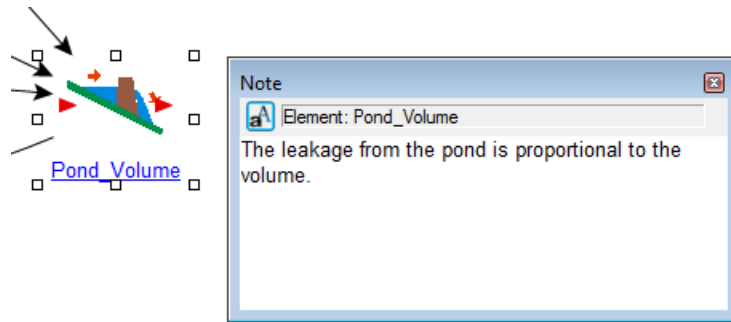 Pond_Volume
Note
Element: Pond_Volume
The leakage from the pond is proportional to the
volume.